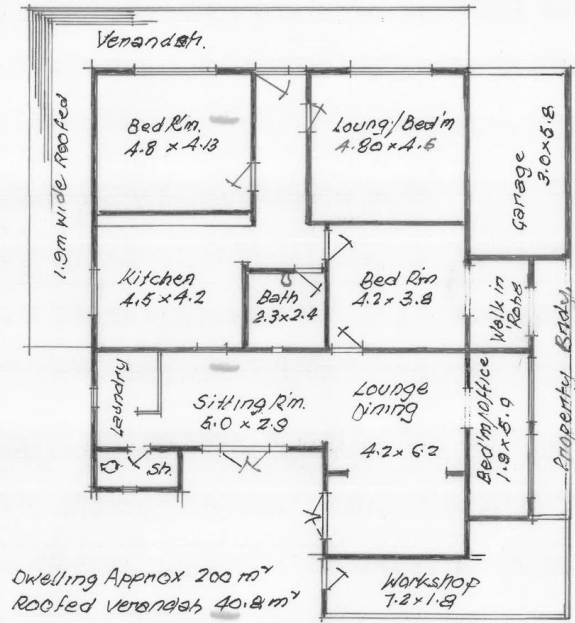 Verandah.
Bed R'm.
4.8 x 4.13
Loung/Bed'm
4.80 x 4.5
Garage
3.0 x 5.8
1.9m wide Roofed
Kitchen
4.5 x 4.2
Bath
2.3 x 2.4
Bed R'm
4.2 x 3.8
Walk in
Robe
Property Bndy.
Laundry
Sitting R'm.
6.0 x 2.9
Lounge
Dining
4.2 x 6.2
Bed'm/Office
1.9 x 5.9
Sh.
Dwelling Approx 200 m²
Roofed verandah 40.8 m²
Workshop
7.2 x 1.8